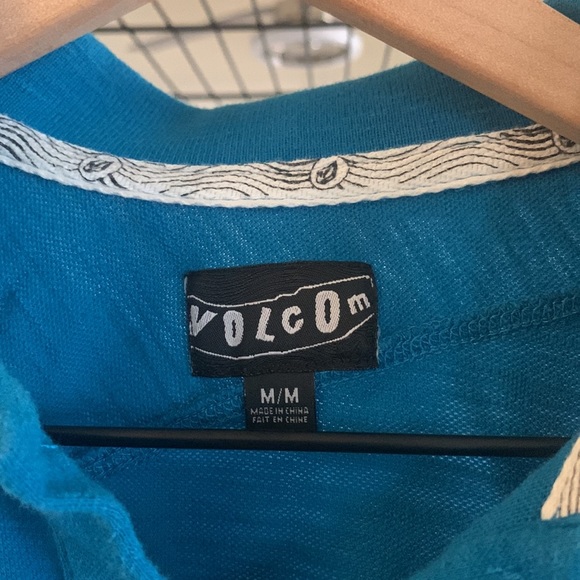 VOLCOm
M/M
MADE IN CHINA
FAIT EN CHINE